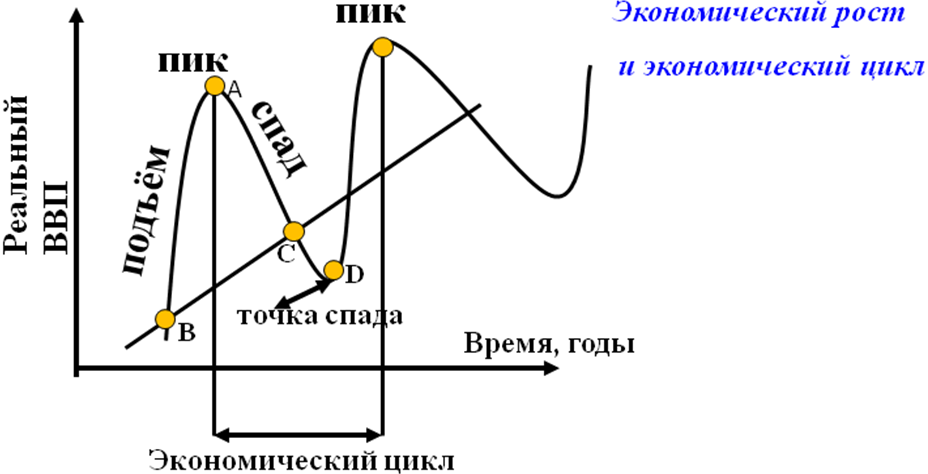 Экономический рост
и экономический цикл
пик
пик
A
спад
подъём
Реальный
ВВП
C
D
B
точка спада
Время, годы
Экономический цикл